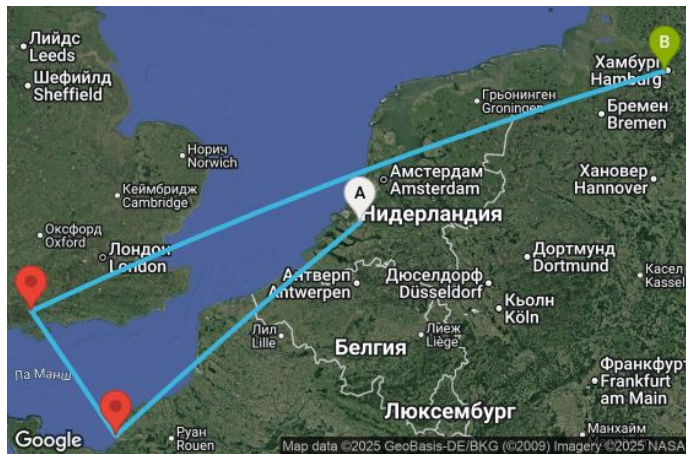 Лийдс
Leeds
Шефийлд
Sheffield
Норич
Norwich
Кеймбридж
Cambridge
Оксфорд
Oxford
Лондон
London
B
Хамбург
Hamburg
Грьонинген
Groningen
Бремен
Bremen
Амстердам
Amsterdam
Хановер
Hannover
A
Нидерландия
Дортмунд
Dortmund
Антверп
Antwerpen
Дюселдорф
Düsseldorf
Касел
Kassel
Кьолн
Köln
Лил
Lille
Лиеж
Liège
Белгия
Ла Манш
Франкфурт
Frankfurt
am Main
Люксембург
Руан
Rouen
Манхайм
Google
Map data ©2025 GeoBasis-DE/BKG (©2009) Imagery ©2025 NASA